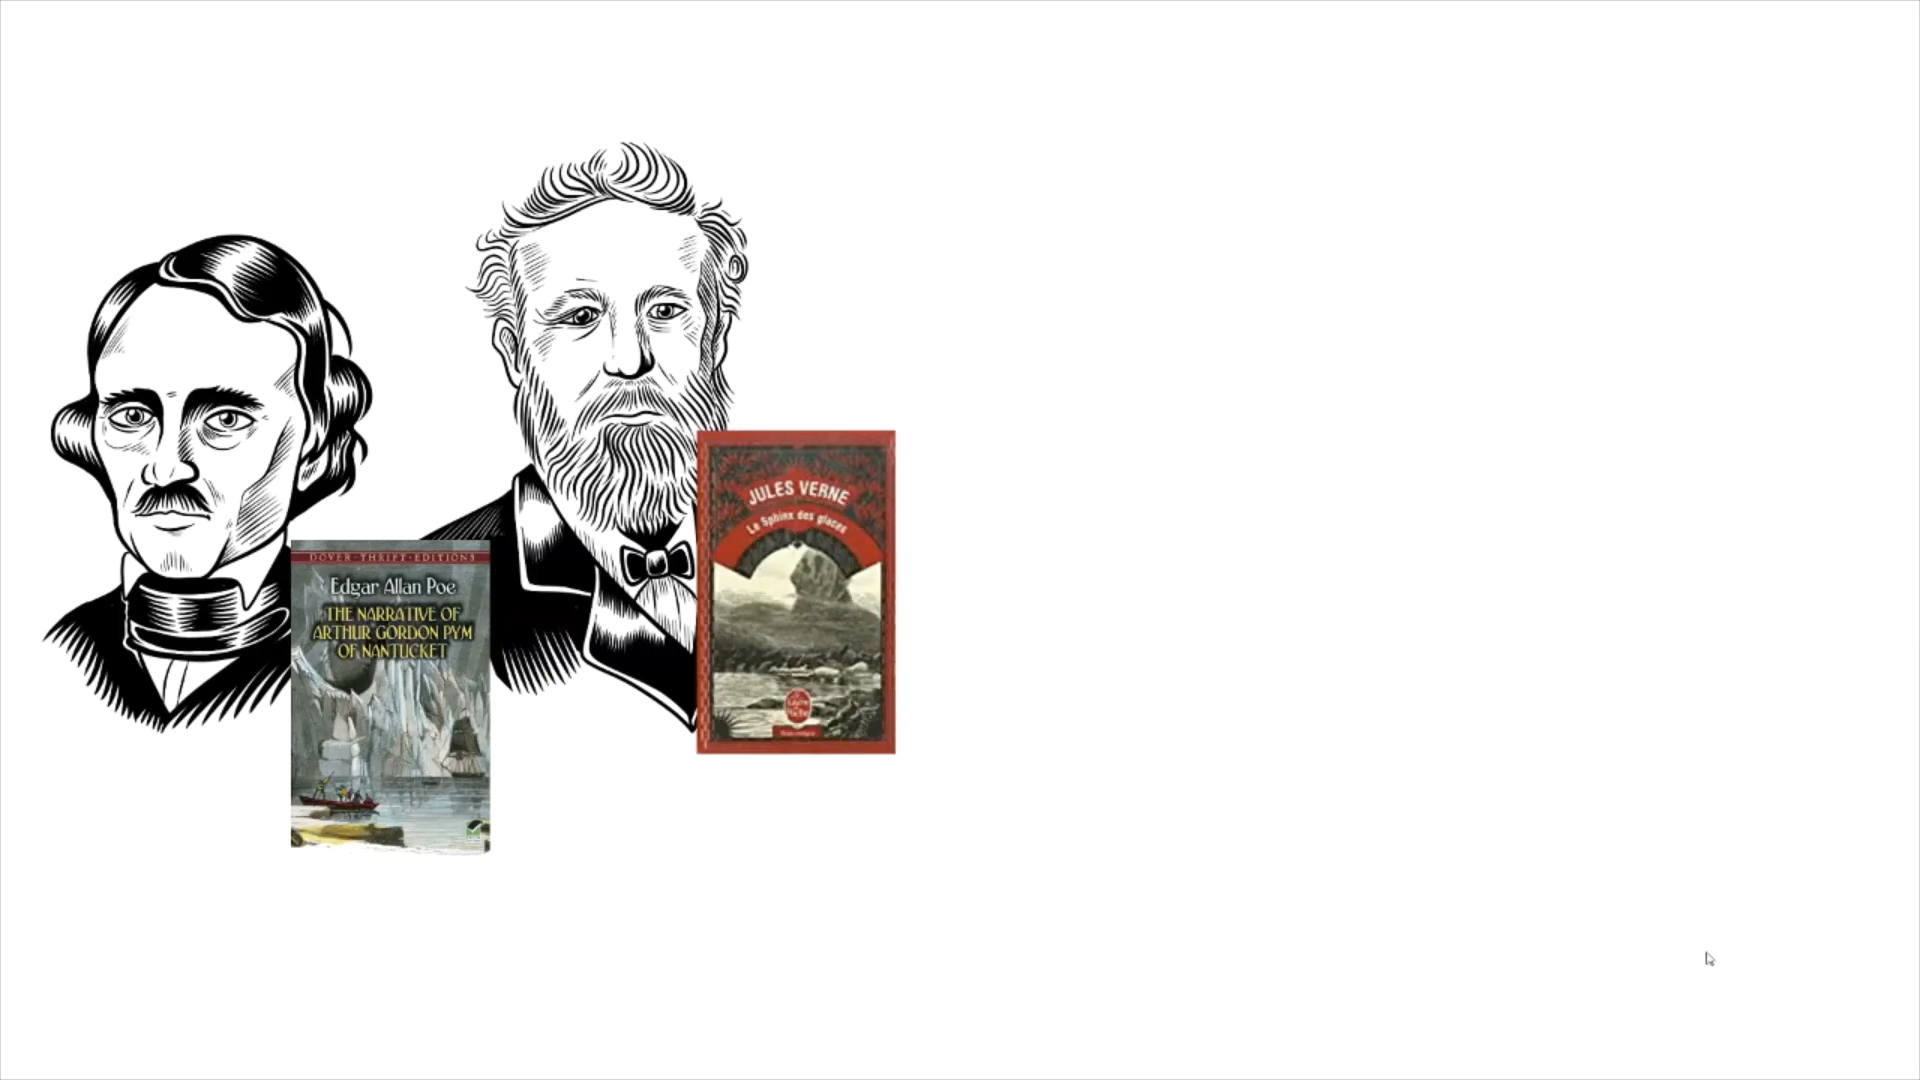 DOVER · THRIFT · EDITIONS
Edgar Allan Poe
THE NARRATIVE OF
ARTHUR GORDON PYM
OF NANTUCKET
JULES VERNE
Le Sphinx des glaces